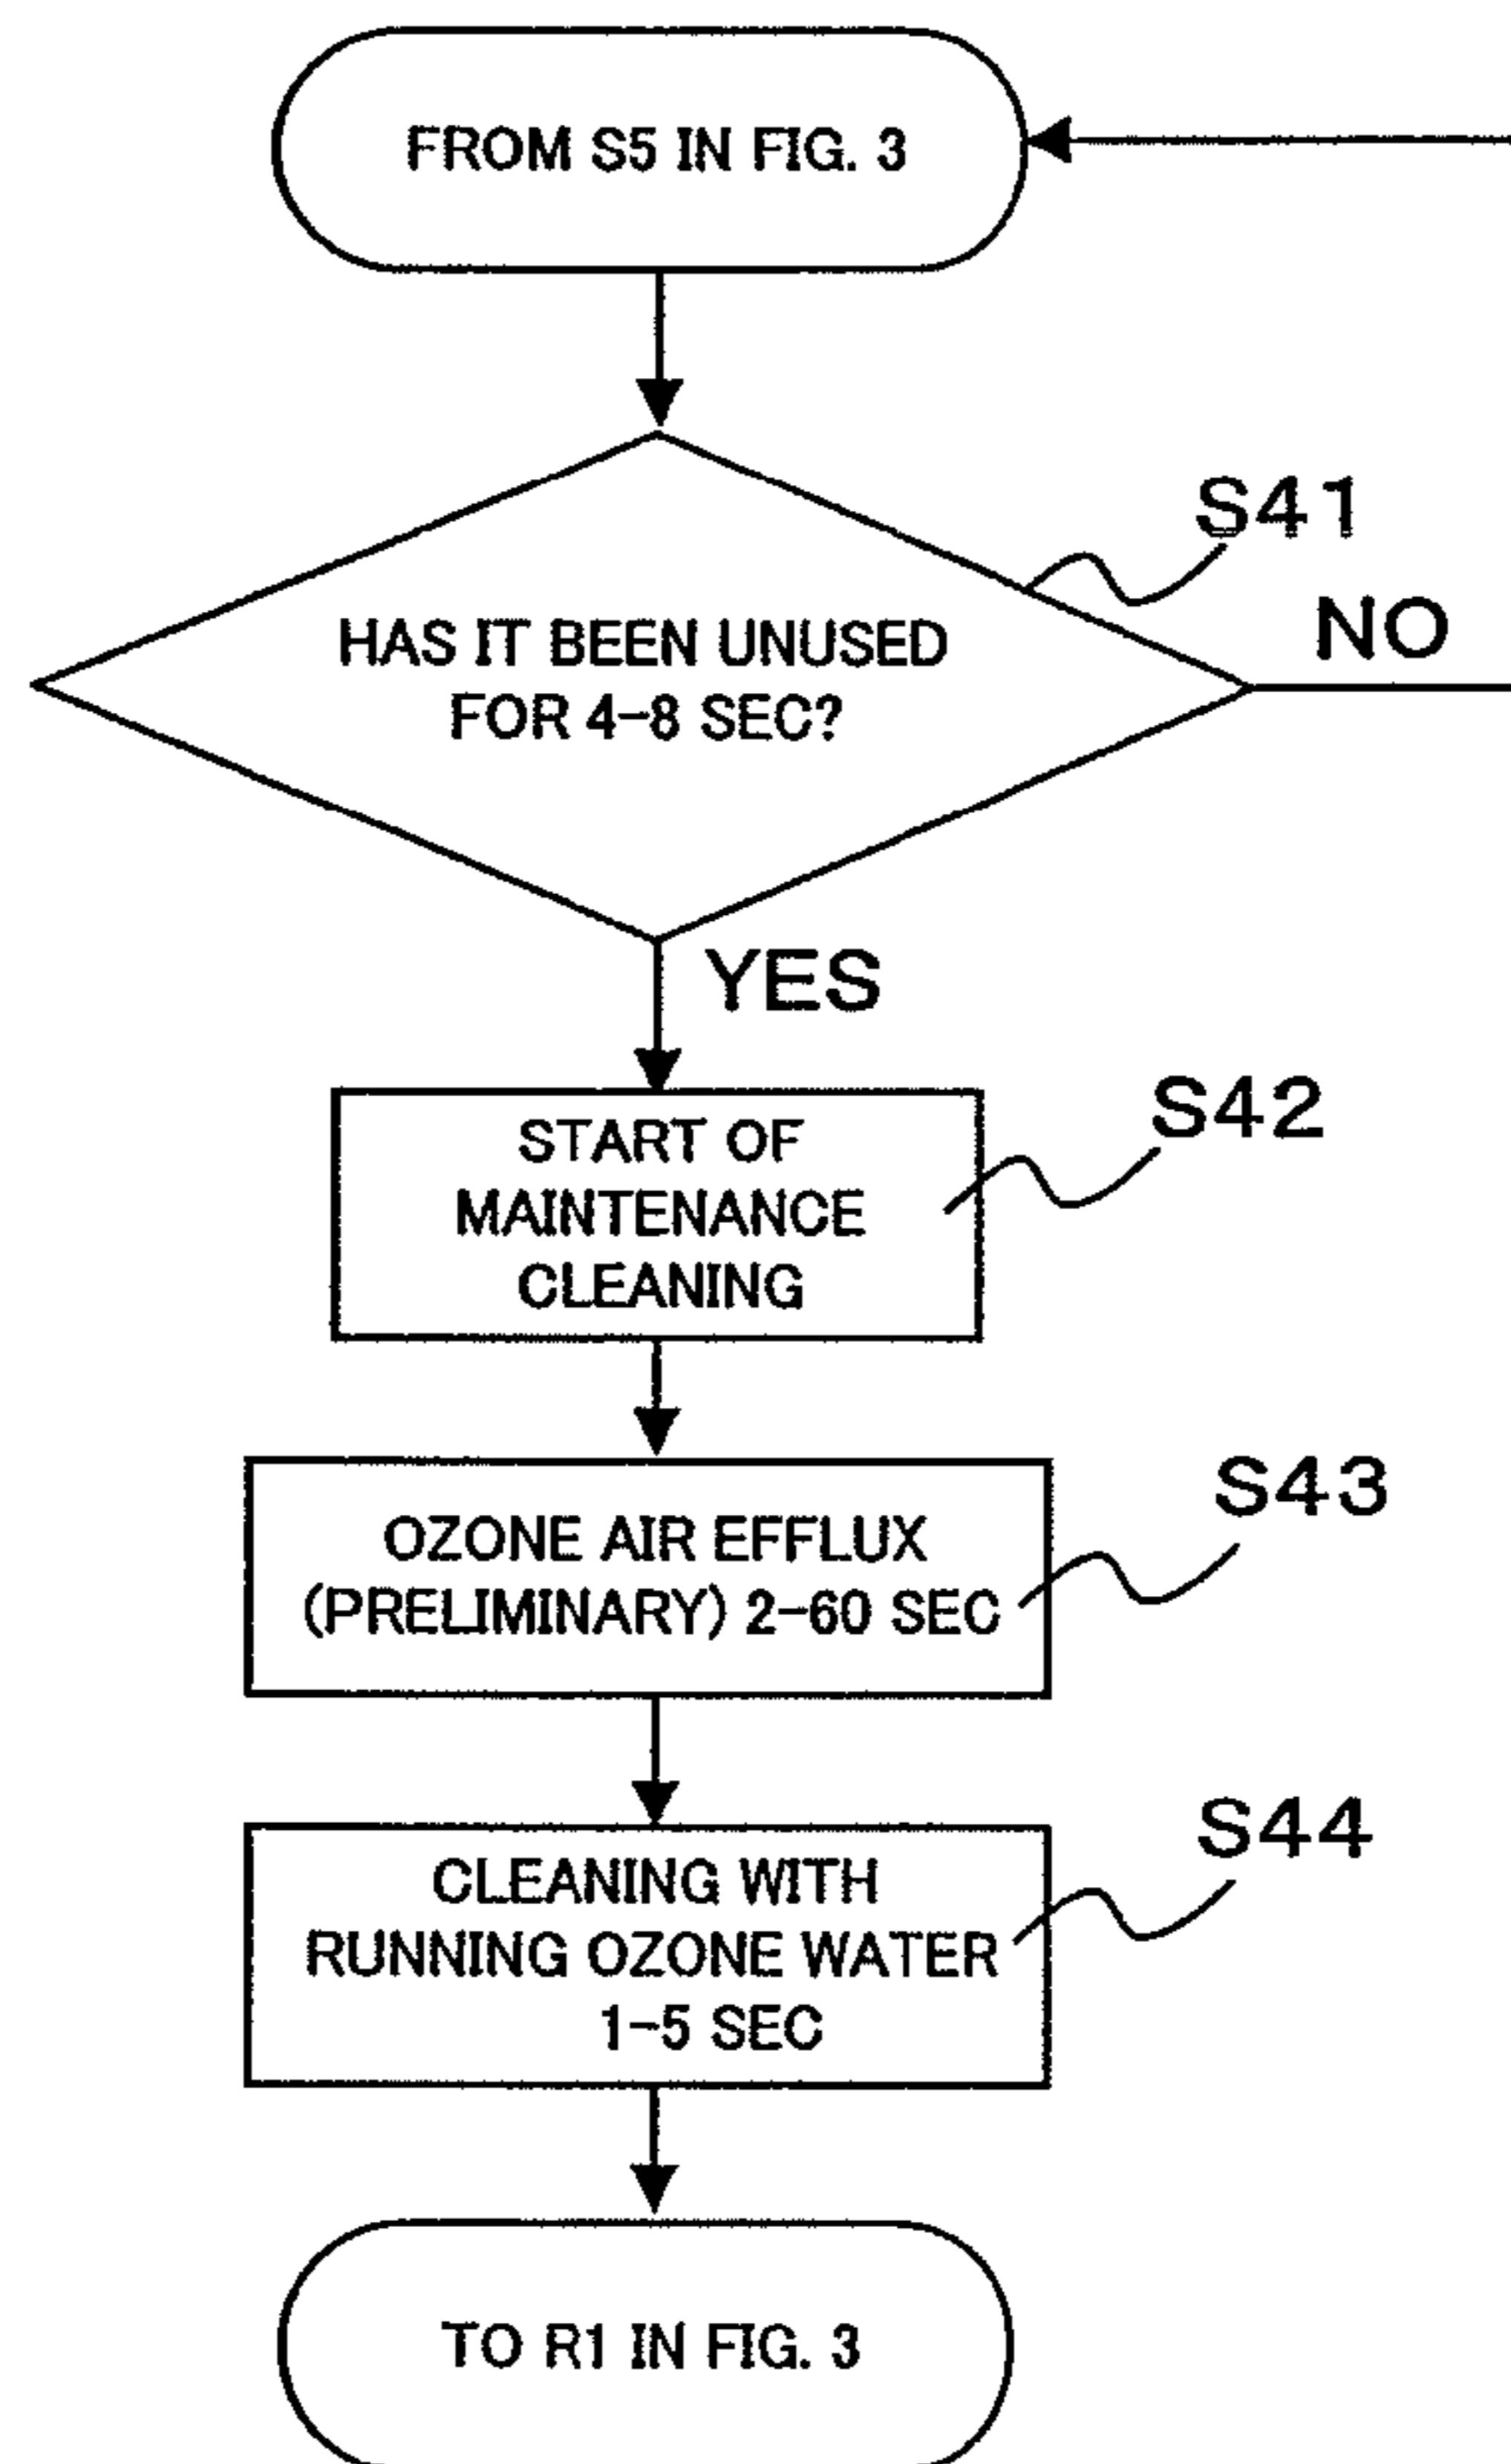 FROM S5 IN FIG. 3
S41
HAS IT BEEN UNUSED
FOR 4-8 SEC?
NO
YES
S42
START OF
MAINTENANCE
CLEANING
S43
OZONE AIR EFFLUX
(PRELIMINARY) 2-60 SEC
S44
CLEANING WITH
RUNNING OZONE WATER
1-5 SEC
TO R1 IN FIG. 3